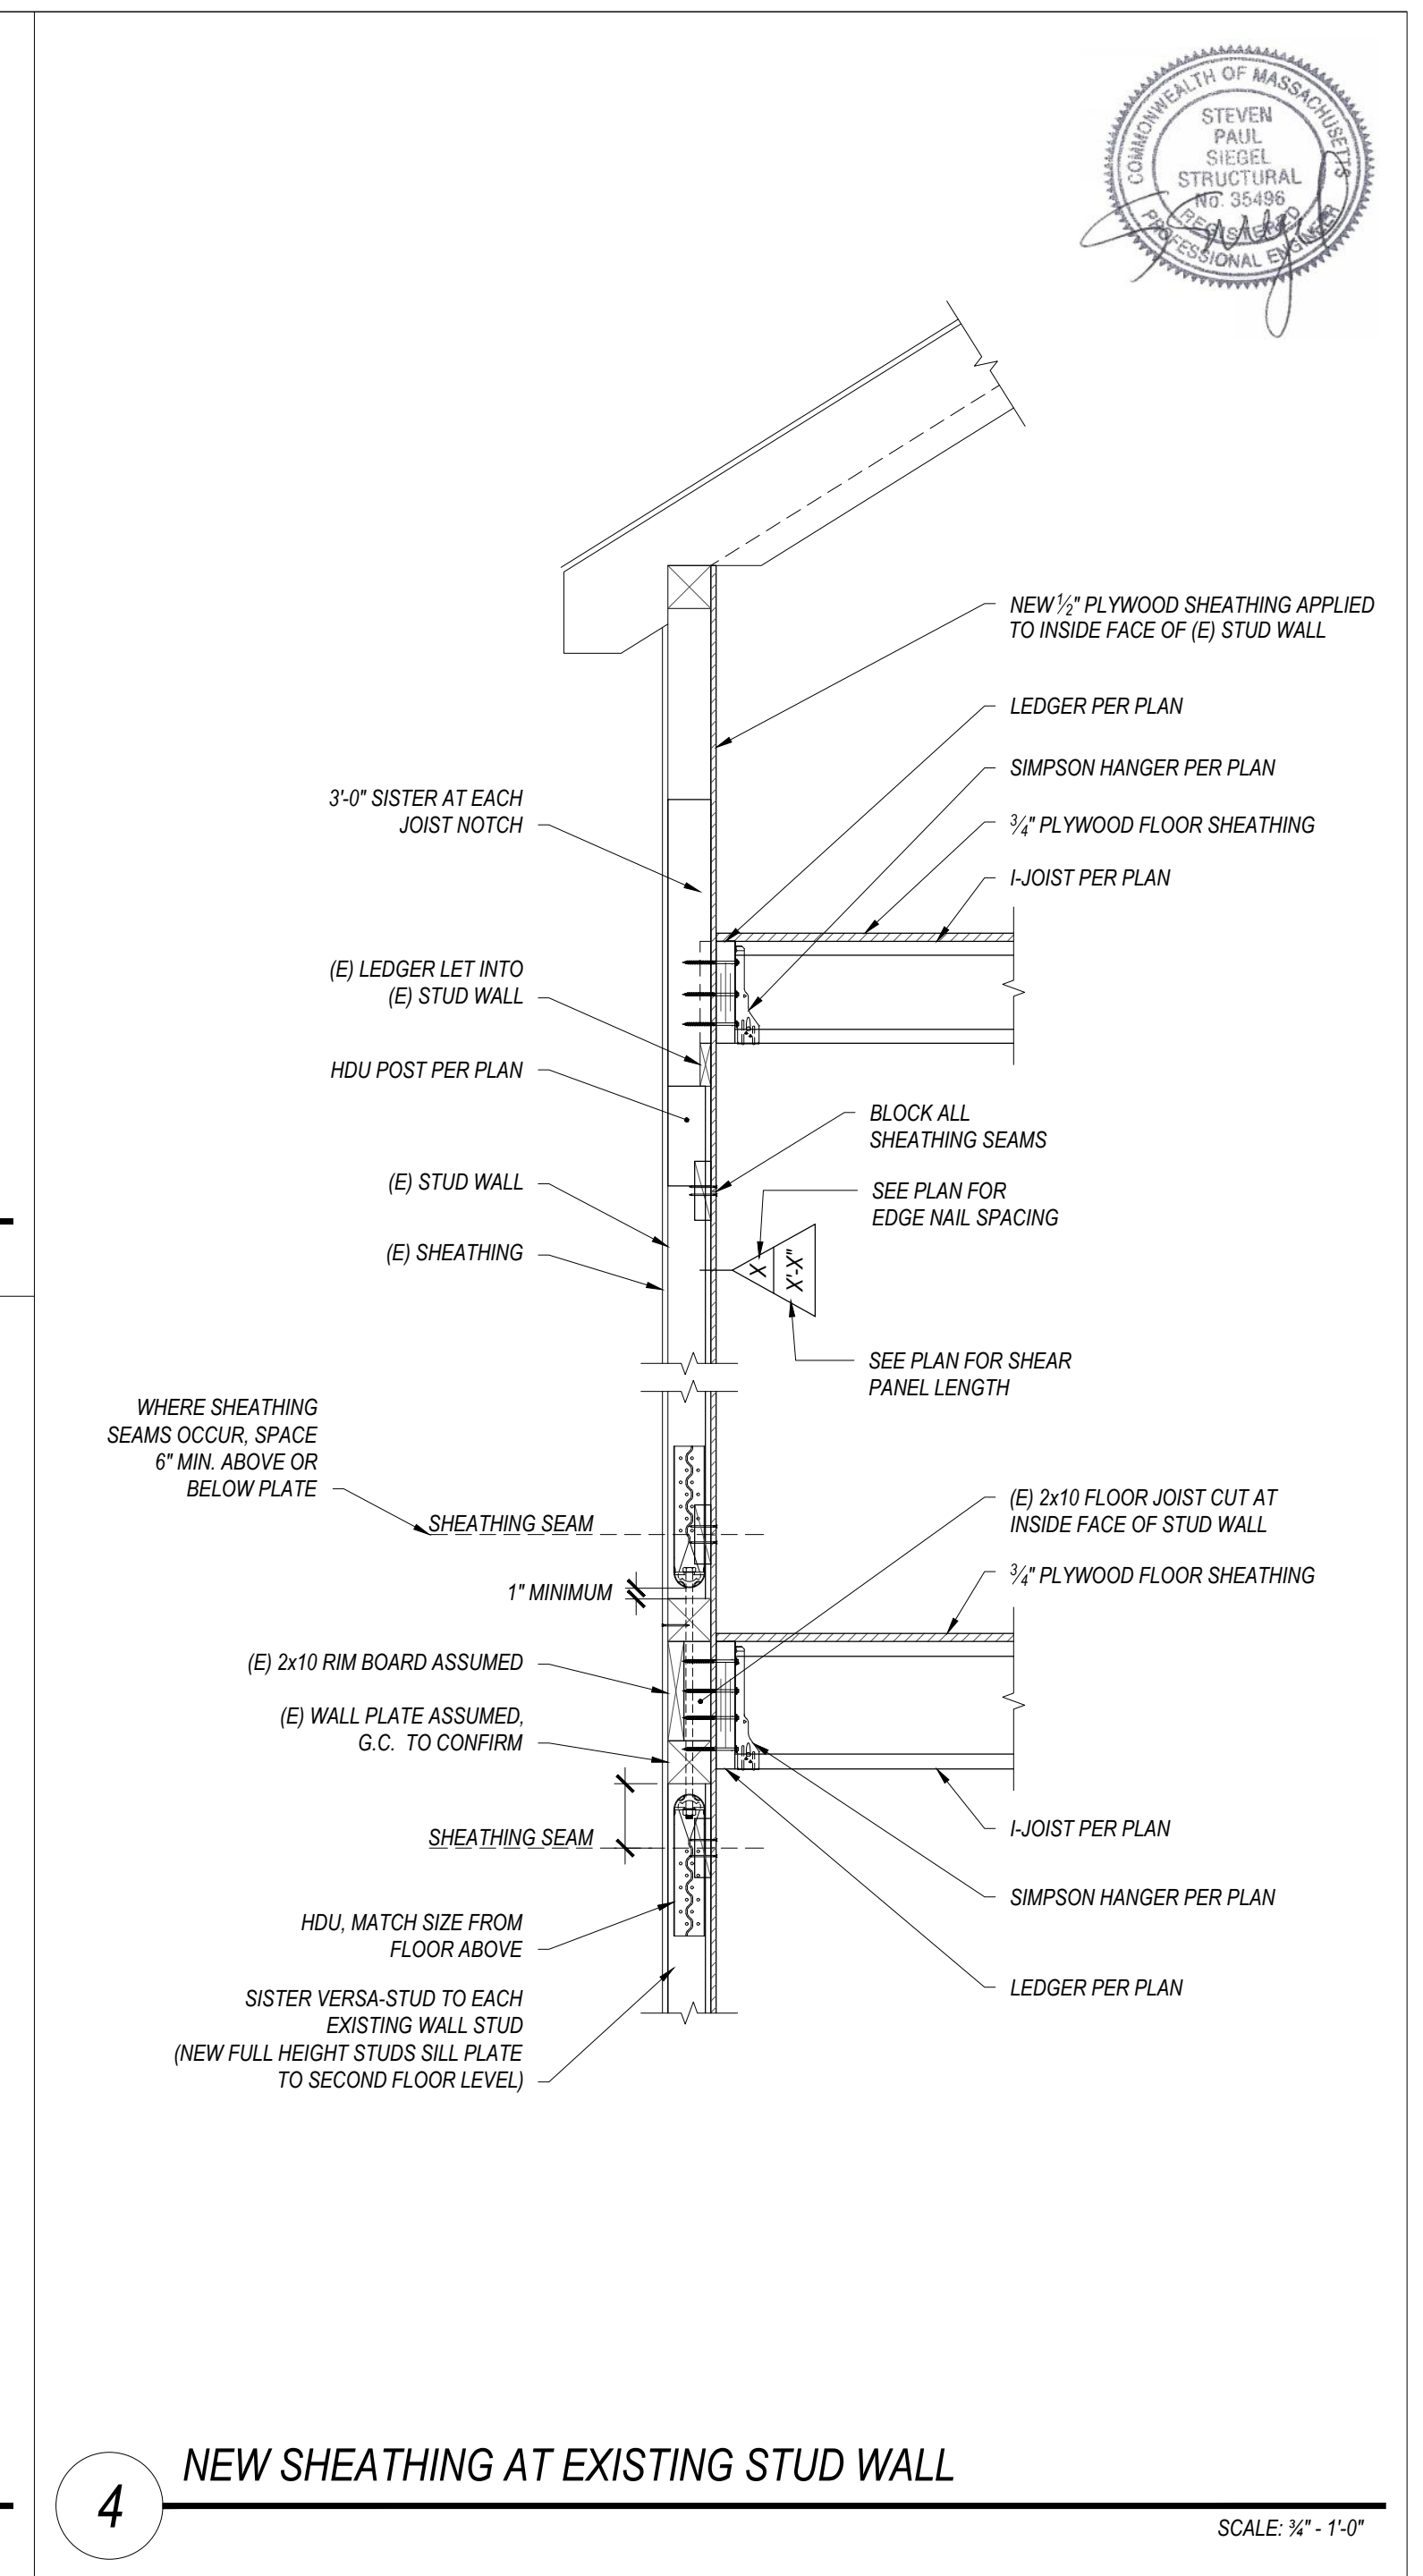 COMMONWEALTH OF MASSACHUSETTS
STEVEN
PAUL
SIEGEL
STRUCTURAL
No. 35496
REGISTERED
PROFESSIONAL ENGINEER
NEW ½" PLYWOOD SHEATHING APPLIED
TO INSIDE FACE OF (E) STUD WALL
LEDGER PER PLAN
SIMPSON HANGER PER PLAN
¾" PLYWOOD FLOOR SHEATHING
I-JOIST PER PLAN
3'-0" SISTER AT EACH
JOIST NOTCH
(E) LEDGER LET INTO
(E) STUD WALL
HDU POST PER PLAN
(E) STUD WALL
(E) SHEATHING
BLOCK ALL
SHEATHING SEAMS
SEE PLAN FOR
EDGE NAIL SPACING
X
X'-X"
SEE PLAN FOR SHEAR
PANEL LENGTH
WHERE SHEATHING
SEAMS OCCUR, SPACE
6" MIN. ABOVE OR
BELOW PLATE
SHEATHING SEAM
1" MINIMUM
(E) 2x10 RIM BOARD ASSUMED
(E) WALL PLATE ASSUMED,
G.C. TO CONFIRM
SHEATHING SEAM
HDU, MATCH SIZE FROM
FLOOR ABOVE
SISTER VERSA-STUD TO EACH
EXISTING WALL STUD
(NEW FULL HEIGHT STUDS SILL PLATE
TO SECOND FLOOR LEVEL)
(E) 2x10 FLOOR JOIST CUT AT
INSIDE FACE OF STUD WALL
¾" PLYWOOD FLOOR SHEATHING
I-JOIST PER PLAN
SIMPSON HANGER PER PLAN
LEDGER PER PLAN
4
NEW SHEATHING AT EXISTING STUD WALL
SCALE: ¾" - 1'-0"